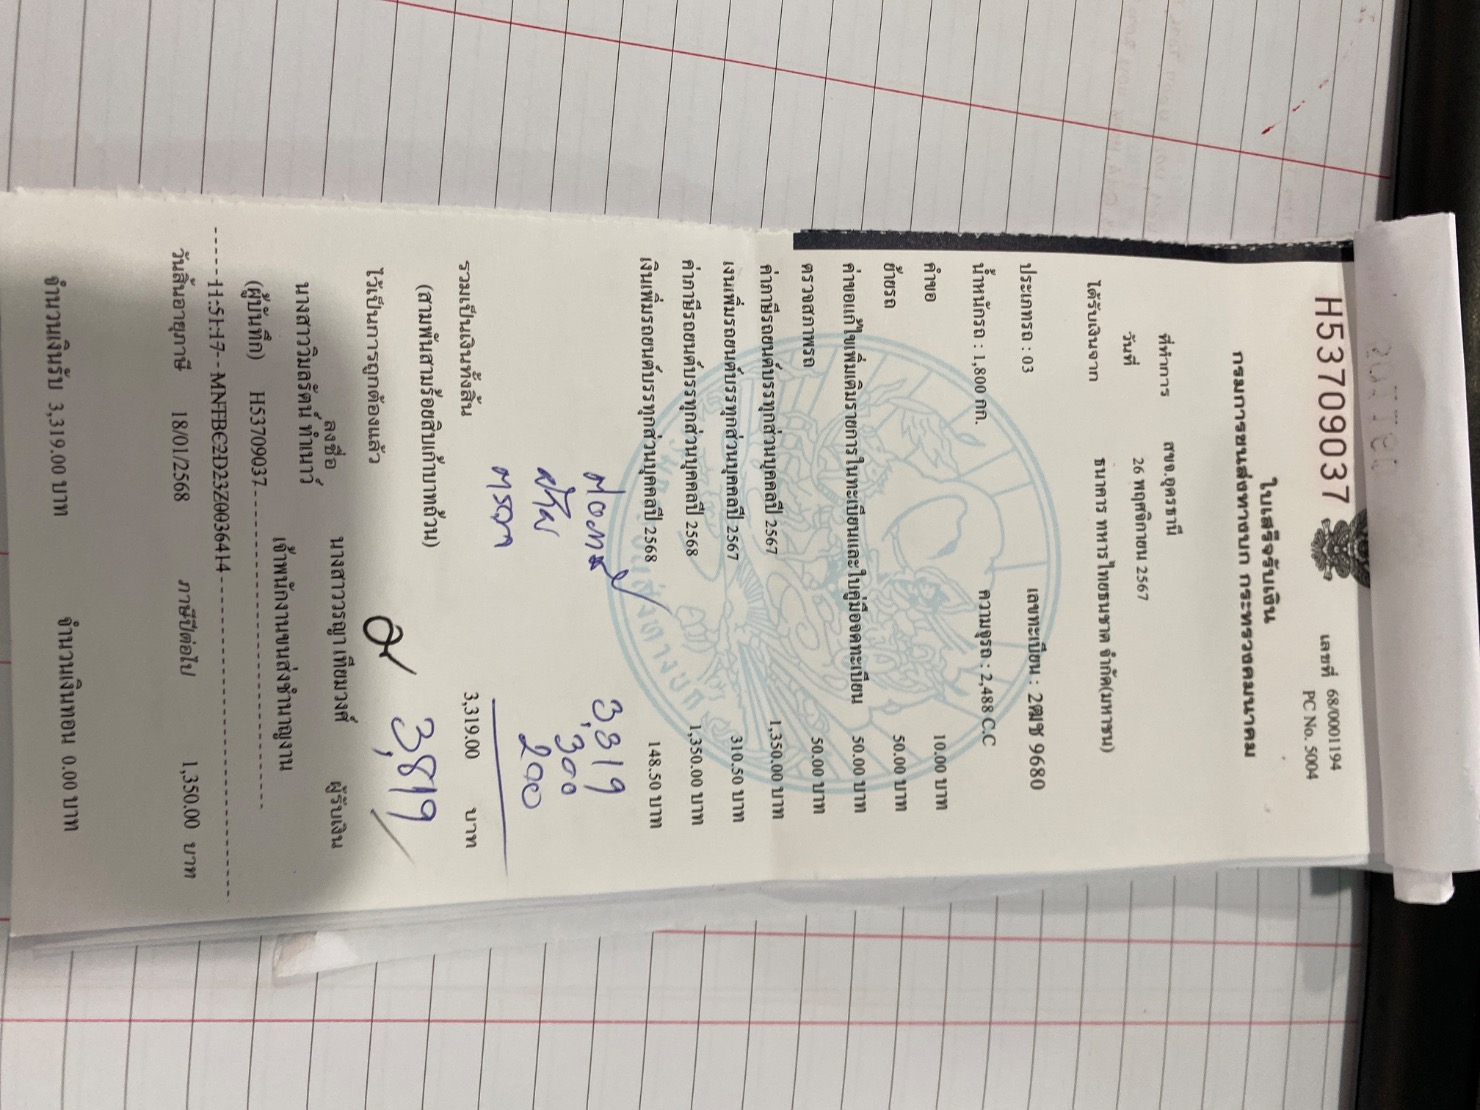 H53709037
เลขที่ 68/0001194
PC No. 5004
ใบเสร็จรับเงิน
กรมการขนส่งทางบก กระทรวงคมนาคม
ที่ทำการ สขจ.อุดรธานี
วันที่ 26 พฤศจิกายน 2567
ได้รับเงินจาก ธนาคาร ทหารไทยธนชาต จำกัด(มหาชน)
ประเภทรถ : 03 เลขทะเบียน : 2ฒช 9680
น้ำหนักรถ : 1,800 กก. ความจุรถ : 2,488 C.C
คำขอ 10.00 บาท
ย้ายรถ 50.00 บาท
ค่าขอแก้ไขเพิ่มเติมรายการในทะเบียนและใบคู่มือจดทะเบียน 50.00 บาท
ตรวจสภาพรถ 50.00 บาท
ค่าภาษีรถยนต์บรรทุกส่วนบุคคลปี 2567 1,350.00 บาท
เงินเพิ่มรถยนต์บรรทุกส่วนบุคคลปี 2567 310.50 บาท
ค่าภาษีรถยนต์บรรทุกส่วนบุคคลปี 2568 1,350.00 บาท
เงินเพิ่มรถยนต์บรรทุกส่วนบุคคลปี 2568 148.50 บาท
3,319
300
ตรวจ 200
รวมเป็นเงินทั้งสิ้น 3,319.00 บาท
(สามพันสามร้อยสิบเก้าบาทถ้วน)
3,819
ไว้เป็นการถูกต้องแล้ว
ลงชื่อ นางสาววรญา เทียมวงศ์ ผู้รับเงิน
นางสาววิมลรัตน์ ทำเนาว์ เจ้าพนักงานขนส่งชำนาญงาน
(ผู้บันทึก) H53709037
11:51:17--MNTBC2D23Z0036414
วันสิ้นอายุภาษี 18/01/2568 ภาษีปีต่อไป 1,350.00 บาท
จำนวนเงินรับ 3,319.00 บาท จำนวนเงินทอน 0.00 บาท